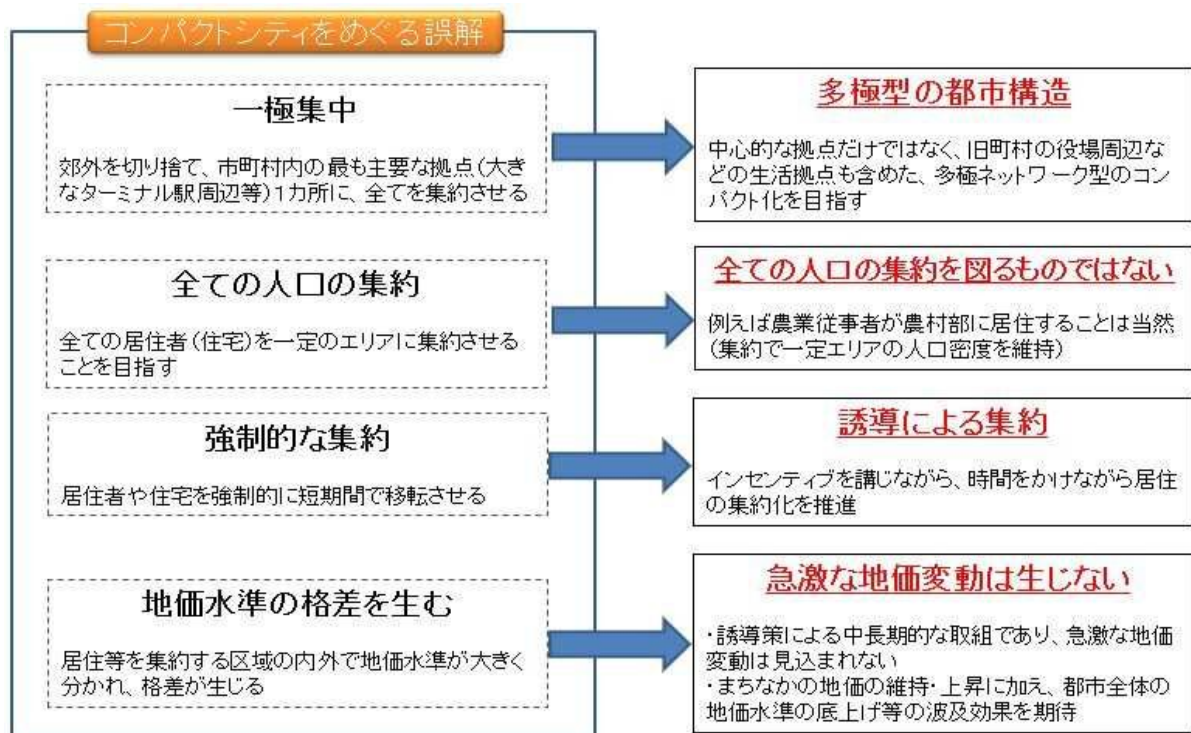 コンパクトシティをめぐる誤解
一極集中
郊外を切り捨て、市町村内の最も主要な拠点(大き
なターミナル駅周辺等)1カ所に、全てを集約させる
多極型の都市構造
中心的な拠点だけではなく、旧町村の役場周辺な
どの生活拠点も含めた、多極ネットワーク型のコン
パクト化を目指す
全ての人口の集約
全ての居住者(住宅)を一定のエリアに集約させる
ことを目指す
全ての人口の集約を図るものではない
例えば農業従事者が農村部に居住することは当然
(集約で一定エリアの人口密度を維持)
強制的な集約
居住者や住宅を強制的に短期間で移転させる
誘導による集約
インセンティブを講じながら、時間をかけながら居住
の集約化を推進
地価水準の格差を生む
居住等を集約する区域の内外で地価水準が大きく
分かれ、格差が生じる
急激な地価変動は生じない
・誘導策による中長期的な取組であり、急激な地価
変動は見込まれない
・まちなかの地価の維持・上昇に加え、都市全体の
地価水準の底上げ等の波及効果を期待